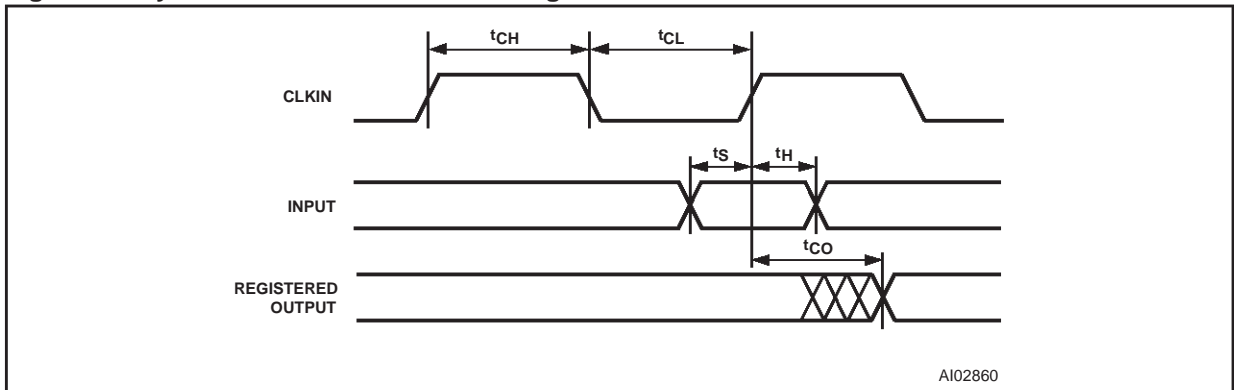 tCH
tCL
CLKIN
tS
tH
INPUT
tCO
REGISTERED
OUTPUT
AI02860